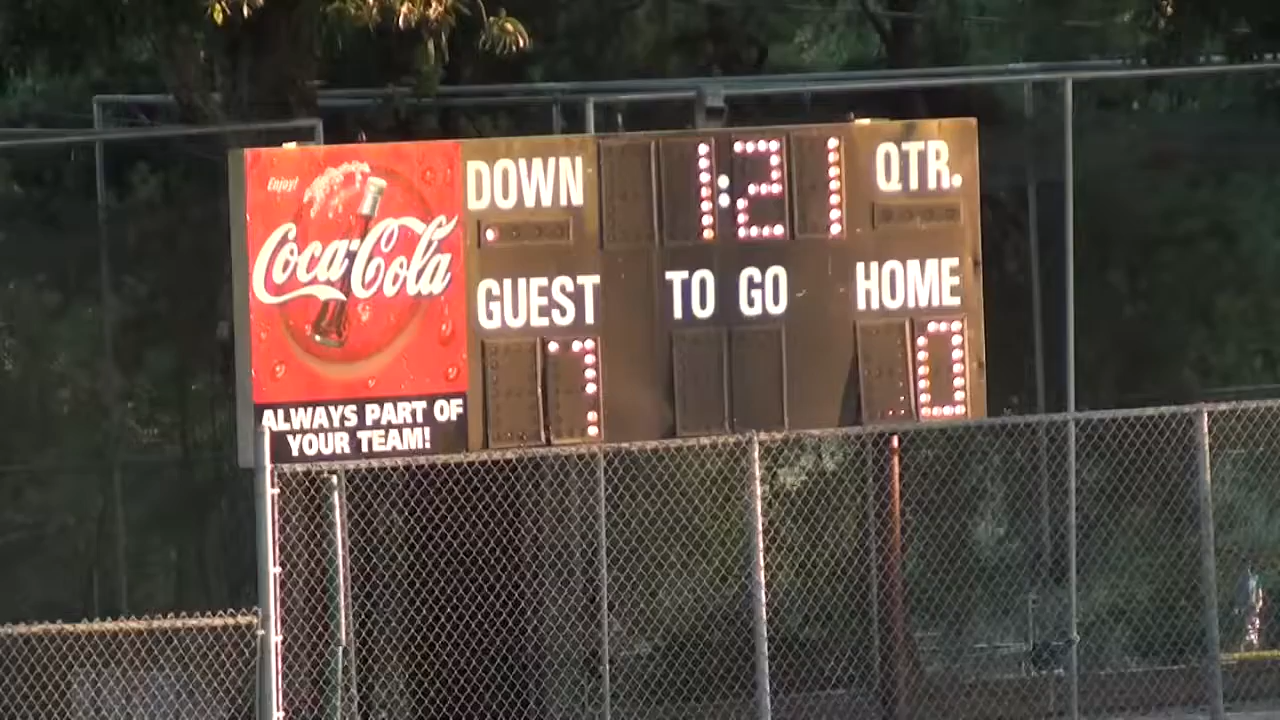 Enjoy!
Coca-Cola
ALWAYS PART OF
YOUR TEAM!
DOWN
1:21
QTR.
GUEST
TO GO
HOME
7
0